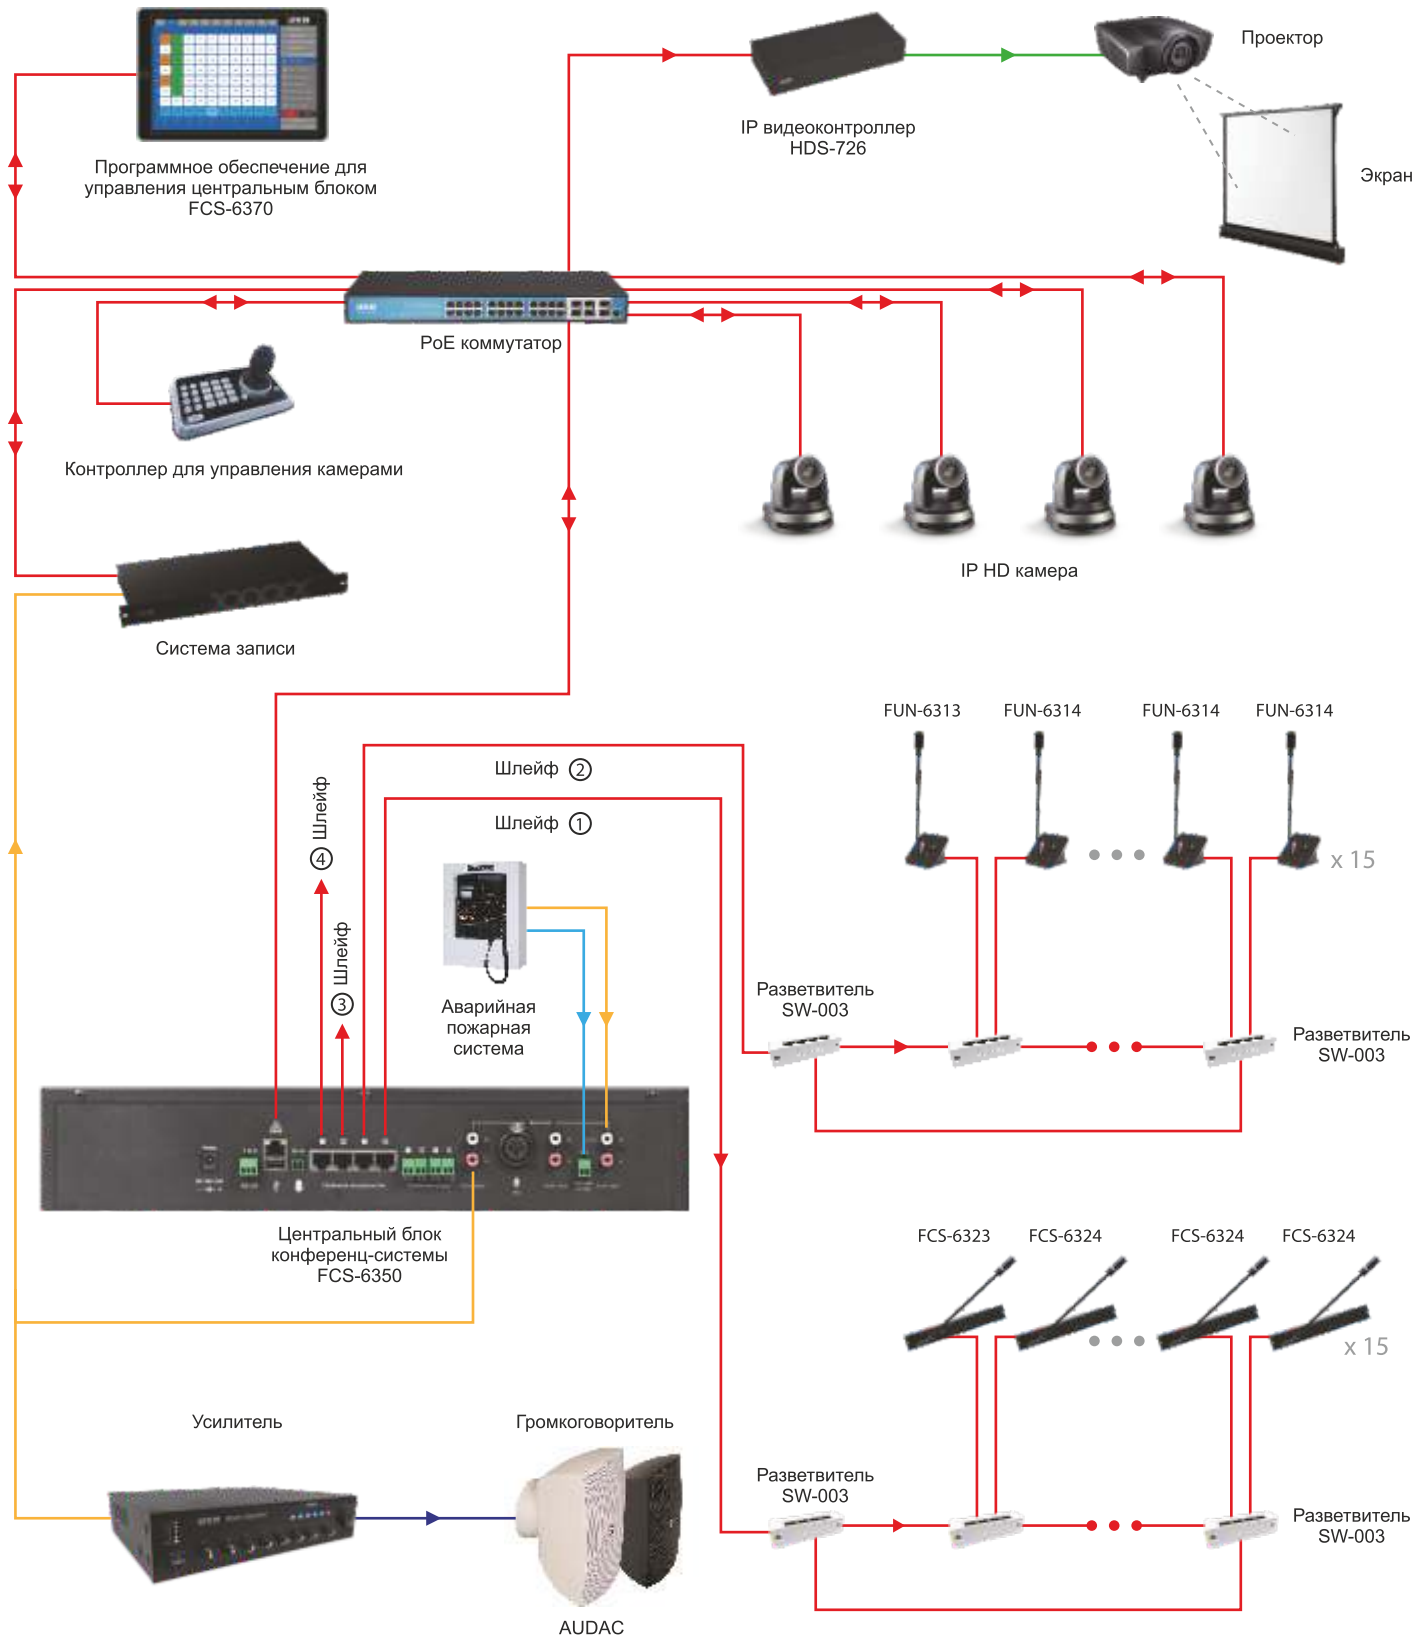 Проектор
IP видеоконтроллер
HDS-726
Экран
Программное обеспечение для
управления центральным блоком
FCS-6370
PoE коммутатор
Контроллер для управления камерами
IP HD камера
Система записи
FUN-6313
FUN-6314
FUN-6314
FUN-6314
x 15
Шлейф 2
Шлейф 1
4 Шлейф
3 Шлейф
Аварийная
пожарная
система
Разветвитель
SW-003
Разветвитель
SW-003
Центральный блок
конференц-системы
FCS-6350
FCS-6323
FCS-6324
FCS-6324
FCS-6324
x 15
Усилитель
Громкоговоритель
AUDAC
Разветвитель
SW-003
Разветвитель
SW-003